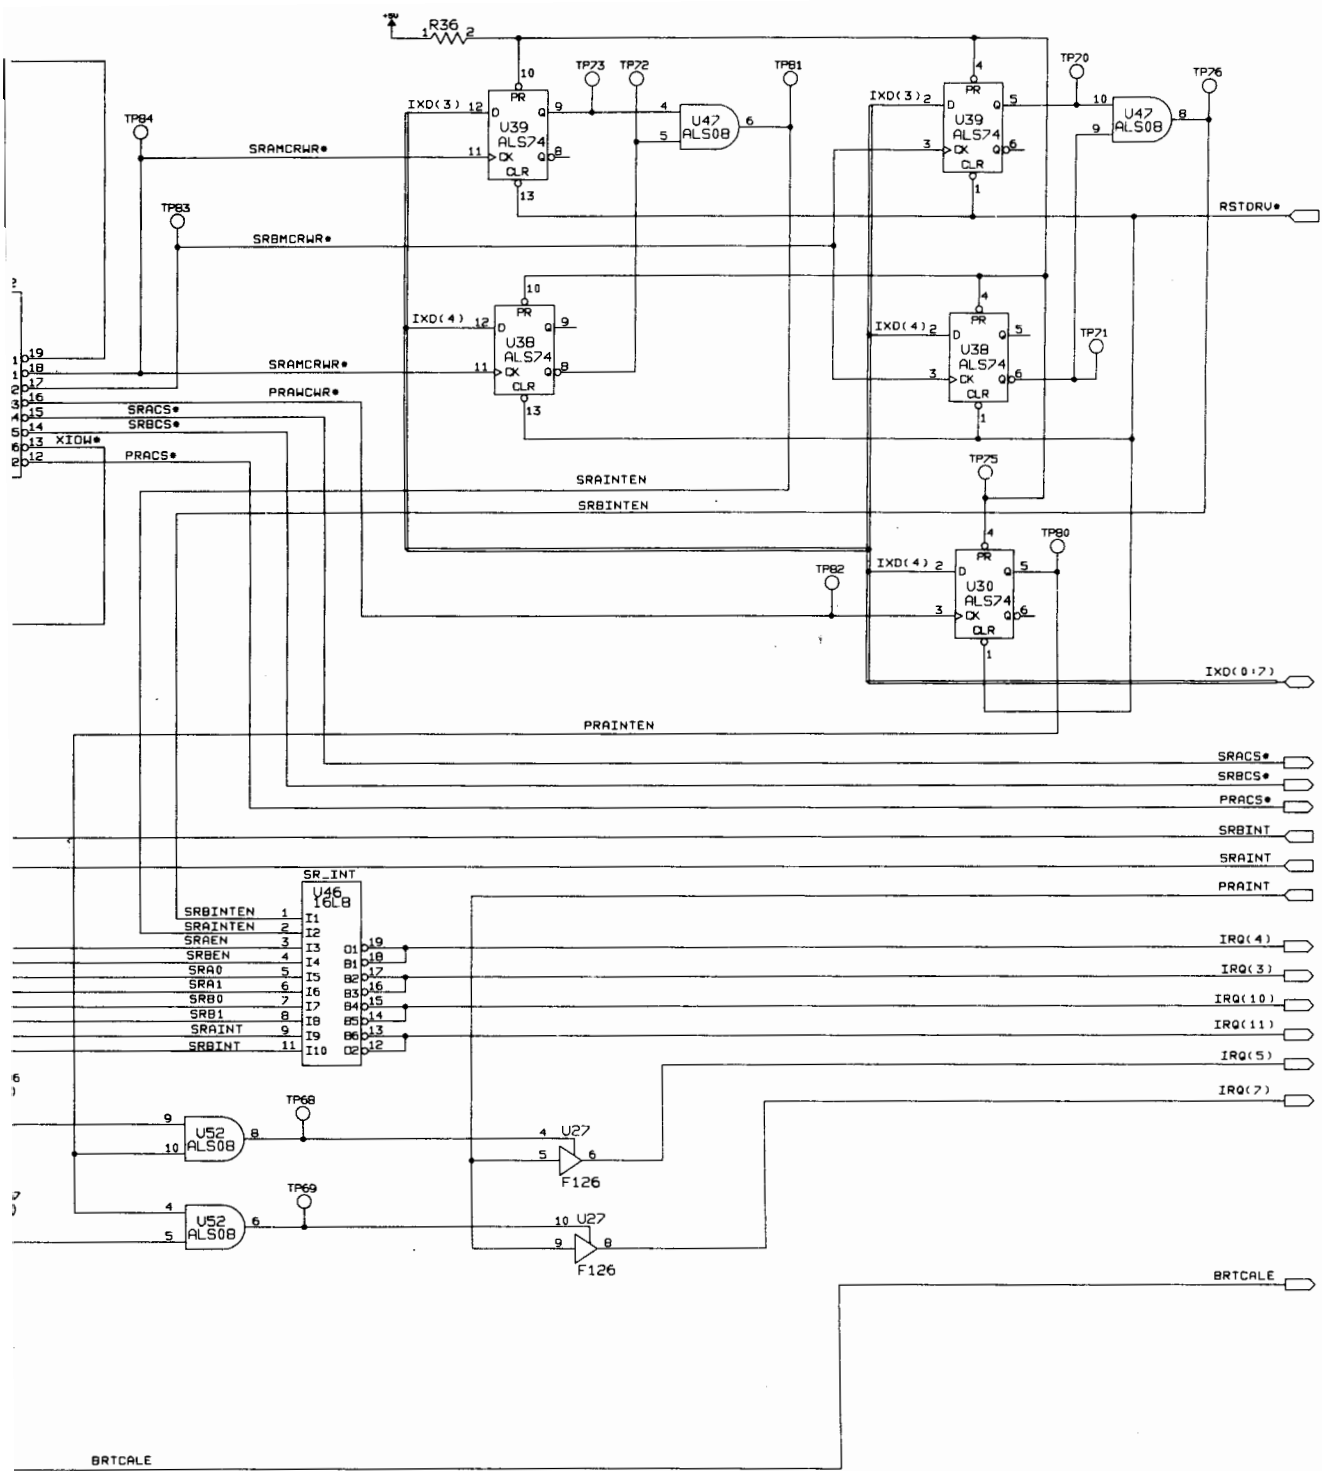 +5V
R36
1 2
10 TP73 TP72 TP81 4 TP70 TP76
IXD(3) 12 D PR Q 9 4 U47 ALS08 6 IXD(3) 2 D PR Q 5 10 U47 ALS08 8
U39 ALS74 5 U39 ALS74 9
TP84
SRAMCRWR* 11 CK Q 8 3 CK Q 6
CLR CLR
13 1
TP83 RSTDRV*
SRBMCRWR*
10 4
IXD(4) 12 D PR Q 9 IXD(4) 2 D PR Q 5
U38 ALS74 U38 ALS74 TP71
19
18 SRAMCRWR* 11 CK Q 8 3 CK Q 6
17 CLR CLR
16 PRAWCWR* 13 1
15 SRACS*
14 SRBCS*
13 XIOW*
12 PRACS*
TP75
SRAINTEN
SRBINTEN
4 TP80
IXD(4) 2 D PR Q 5
TP82 U30 ALS74
3 CK Q 6
CLR
1
IXD(0:7)
PRAINTEN
SRACS*
SRBCS*
PRACS*
SRBINT
SRAINT
SR_INT
U46
16L8
PRAINT
SRBINTEN 1 I1
SRAINTEN 2 I2
SRAEN 3 I3 O1 19 IRQ(4)
SRBEN 4 I4 B1 18
SRA0 5 I5 B2 17 IRQ(3)
SRA1 6 I6 B3 16
SRB0 7 I7 B4 15 IRQ(10)
SRB1 8 I8 B5 14
SRAINT 9 I9 B6 13 IRQ(11)
SRBINT 11 I10 O2 12
IRQ(5)
IRQ(7)
TP68
9 U52 ALS08 8 4 U27
10 5 6
F126
TP69
4 U52 ALS08 6 10 U27
5 9 8
F126
BRTCALE
BRTCALE